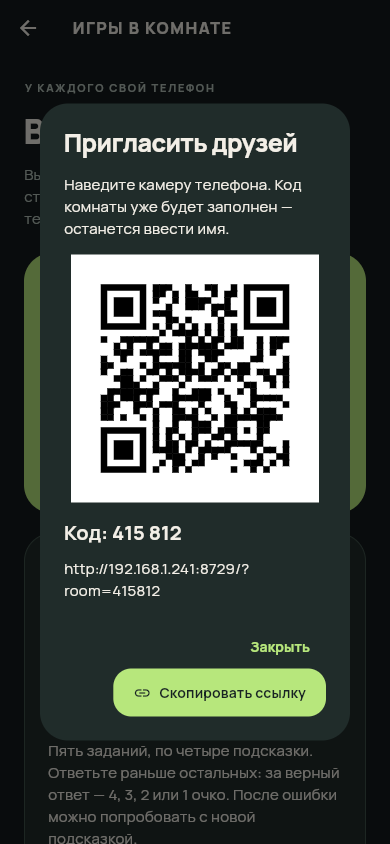 ИГРЫ В КОМНАТЕ
У КАЖДОГО СВОЙ ТЕЛЕФОН
Пригласить друзей
Наведите камеру телефона. Код
комнаты уже будет заполнен —
останется ввести имя.
Код: 415 812
http://192.168.1.241:8729/?
room=415812
Закрыть
Скопировать ссылку
Пять заданий, по четыре подсказки.
Ответьте раньше остальных: за верный
ответ — 4, 3, 2 или 1 очко. После ошибки
можно попробовать с новой
подсказкой.